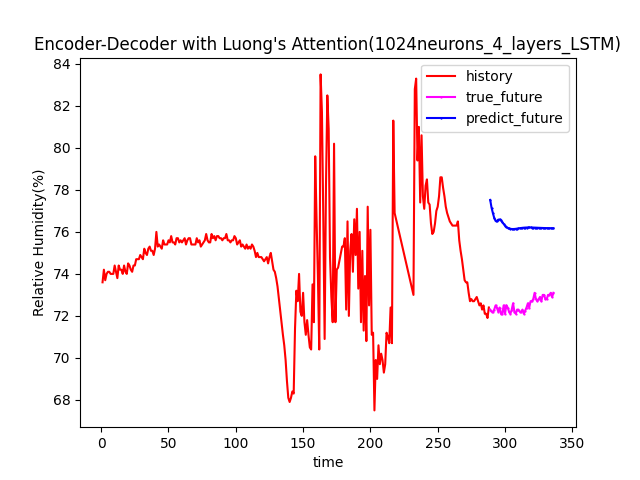 Encoder-Decoder with Luong's Attention(1024neurons_4_layers_LSTM)
history
true_future
predict_future
Relative Humidity(%)
84
82
80
78
76
74
72
70
68
0 50 100 150 200 250 300 350
time